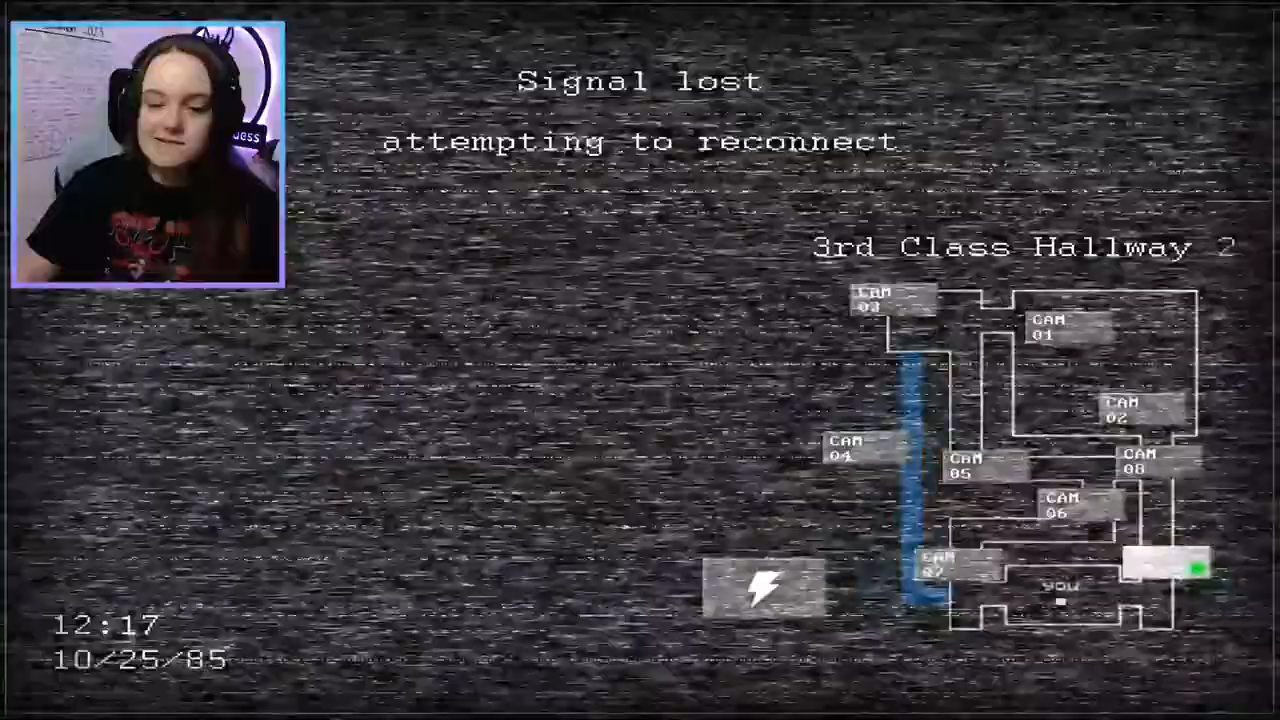 Signal lost
attempting to reconnect
3rd Class Hallway 2
CAM
03
CAM
01
CAM
02
CAM
04
CAM
05
CAM
08
CAM
06
CAM
07
you
12:17
10/25/85